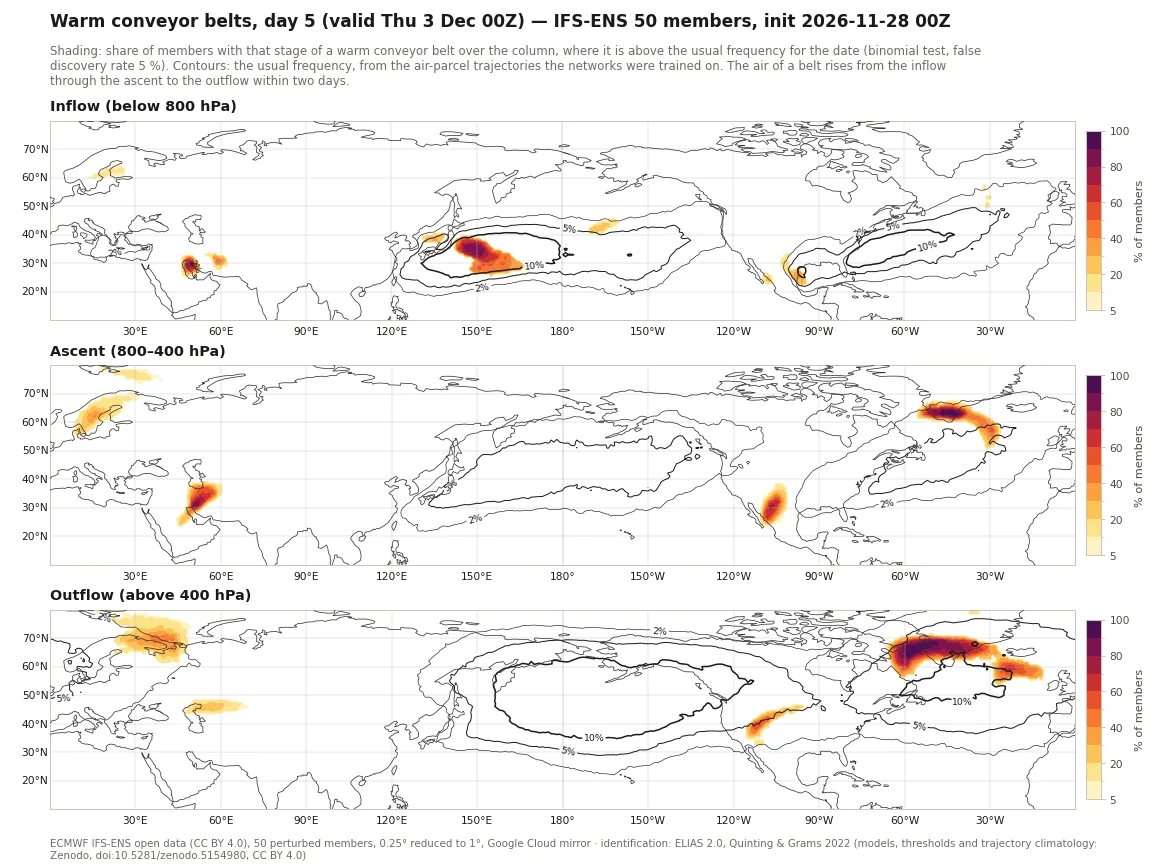 Warm conveyor belts, day 5 (valid Thu 3 Dec 00Z) — IFS-ENS 50 members, init 2026-11-28 00Z
Shading: share of members with that stage of a warm conveyor belt over the column, where it is above the usual frequency for the date (binomial test, false
discovery rate 5 %). Contours: the usual frequency, from the air-parcel trajectories the networks were trained on. The air of a belt rises from the inflow
through the ascent to the outflow within two days.
Inflow (below 800 hPa)
70°N
60°N
50°N
40°N
30°N
20°N
2%
5%
10%
2%
2%
5%
10%
30°E 60°E 90°E 120°E 150°E 180° 150°W 120°W 90°W 60°W 30°W
100
80
60
40
20
5
% of members
Ascent (800–400 hPa)
70°N
60°N
50°N
40°N
30°N
20°N
2%
2%
30°E 60°E 90°E 120°E 150°E 180° 150°W 120°W 90°W 60°W 30°W
100
80
60
40
20
5
% of members
Outflow (above 400 hPa)
70°N
60°N
50°N
40°N
30°N
20°N
2%
5%
2%
10%
5%
10%
5%
30°E 60°E 90°E 120°E 150°E 180° 150°W 120°W 90°W 60°W 30°W
100
80
60
40
20
5
% of members
ECMWF IFS-ENS open data (CC BY 4.0), 50 perturbed members, 0.25° reduced to 1°, Google Cloud mirror · identification: ELIAS 2.0, Quinting & Grams 2022 (models, thresholds and trajectory climatology:
Zenodo, doi:10.5281/zenodo.5154980, CC BY 4.0)